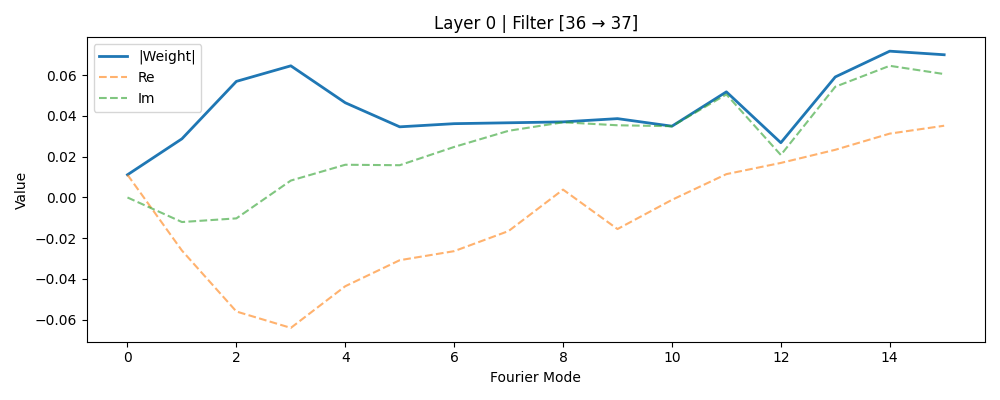 Layer 0 | Filter [36 → 37]
|Weight|
Re
Im
Value
0.06
0.04
0.02
0.00
−0.02
−0.04
−0.06
0 2 4 6 8 10 12 14
Fourier Mode